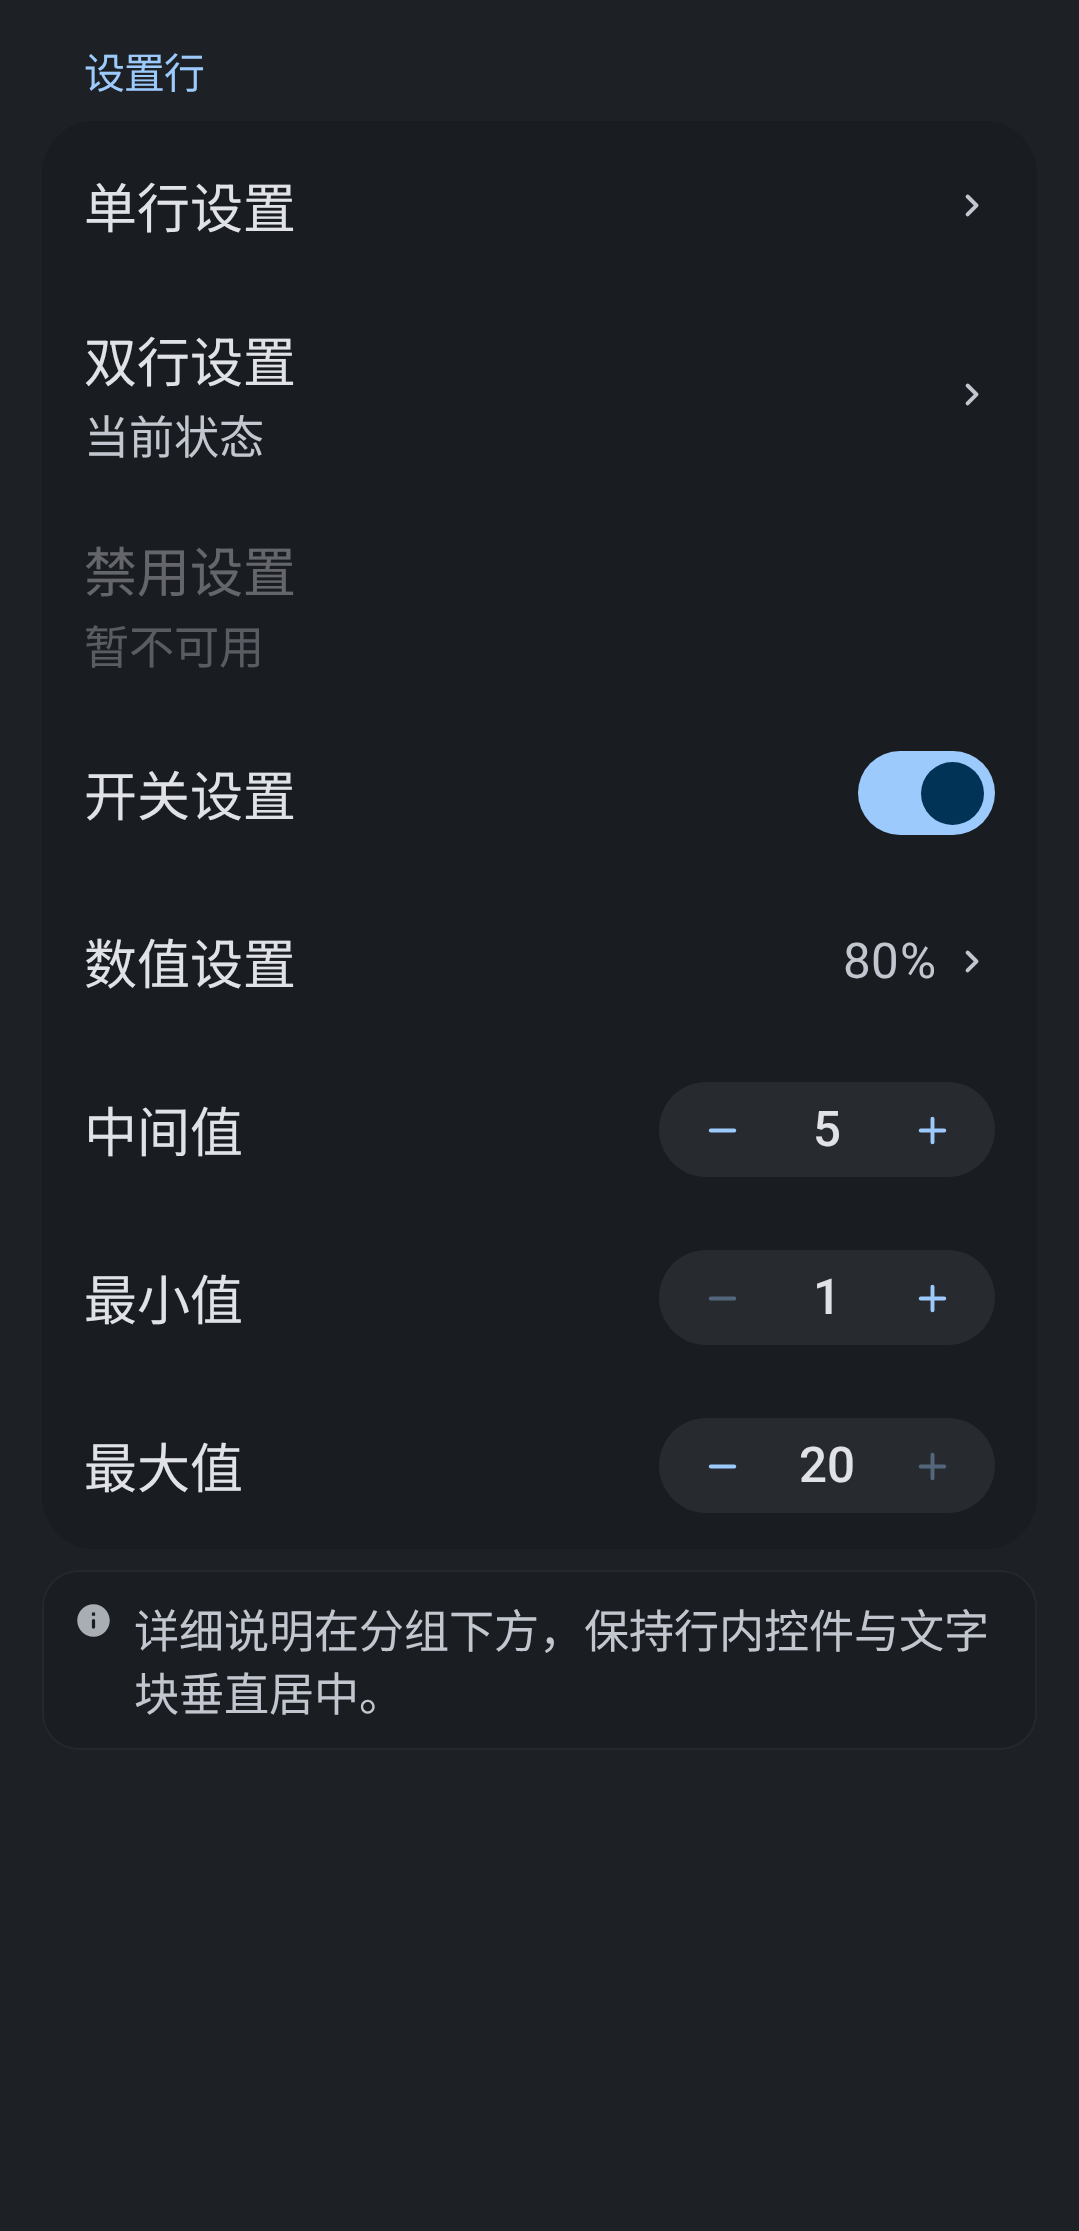 设置行
单行设置
双行设置
当前状态
禁用设置
暂不可用
开关设置
数值设置 80%
中间值 5
最小值 1
最大值 20
详细说明在分组下方，保持行内控件与文字
块垂直居中。